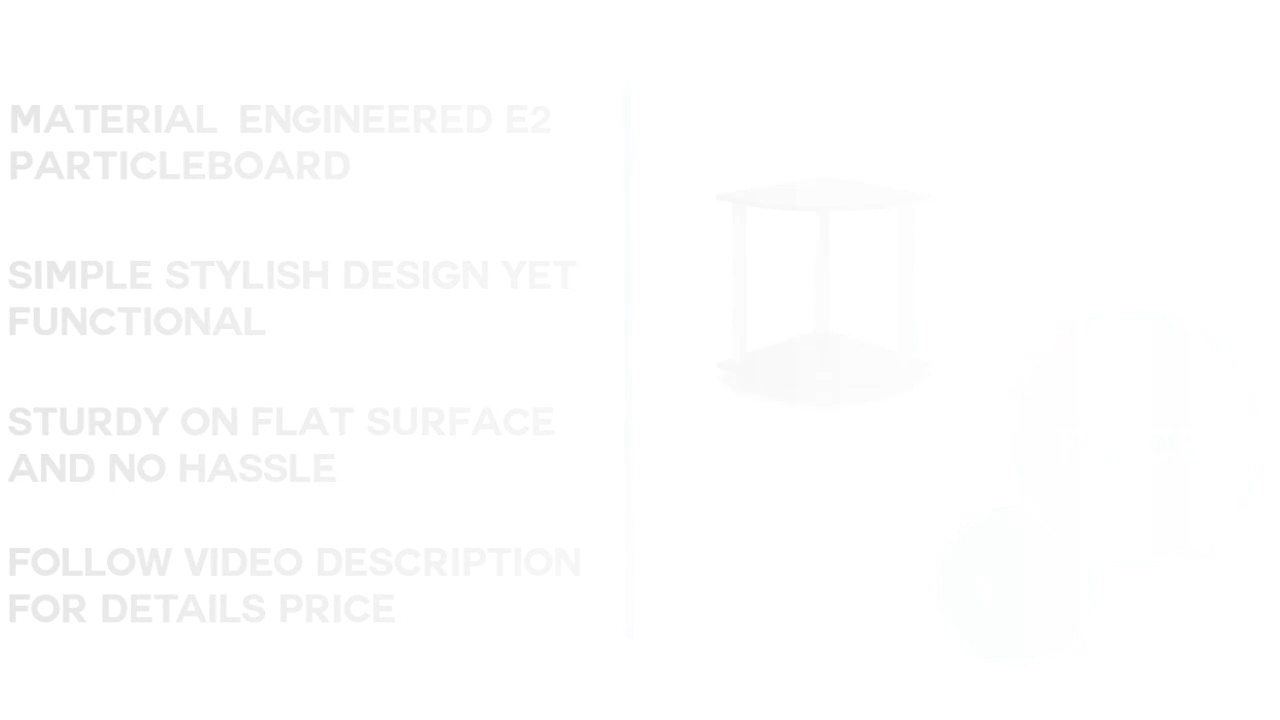 MATERIAL ENGINEERED E2
PARTICLEBOARD
SIMPLE STYLISH DESIGN YET
FUNCTIONAL
STURDY ON FLAT SURFACE
AND NO HASSLE
FOLLOW VIDEO DESCRIPTION
FOR DETAILS PRICE